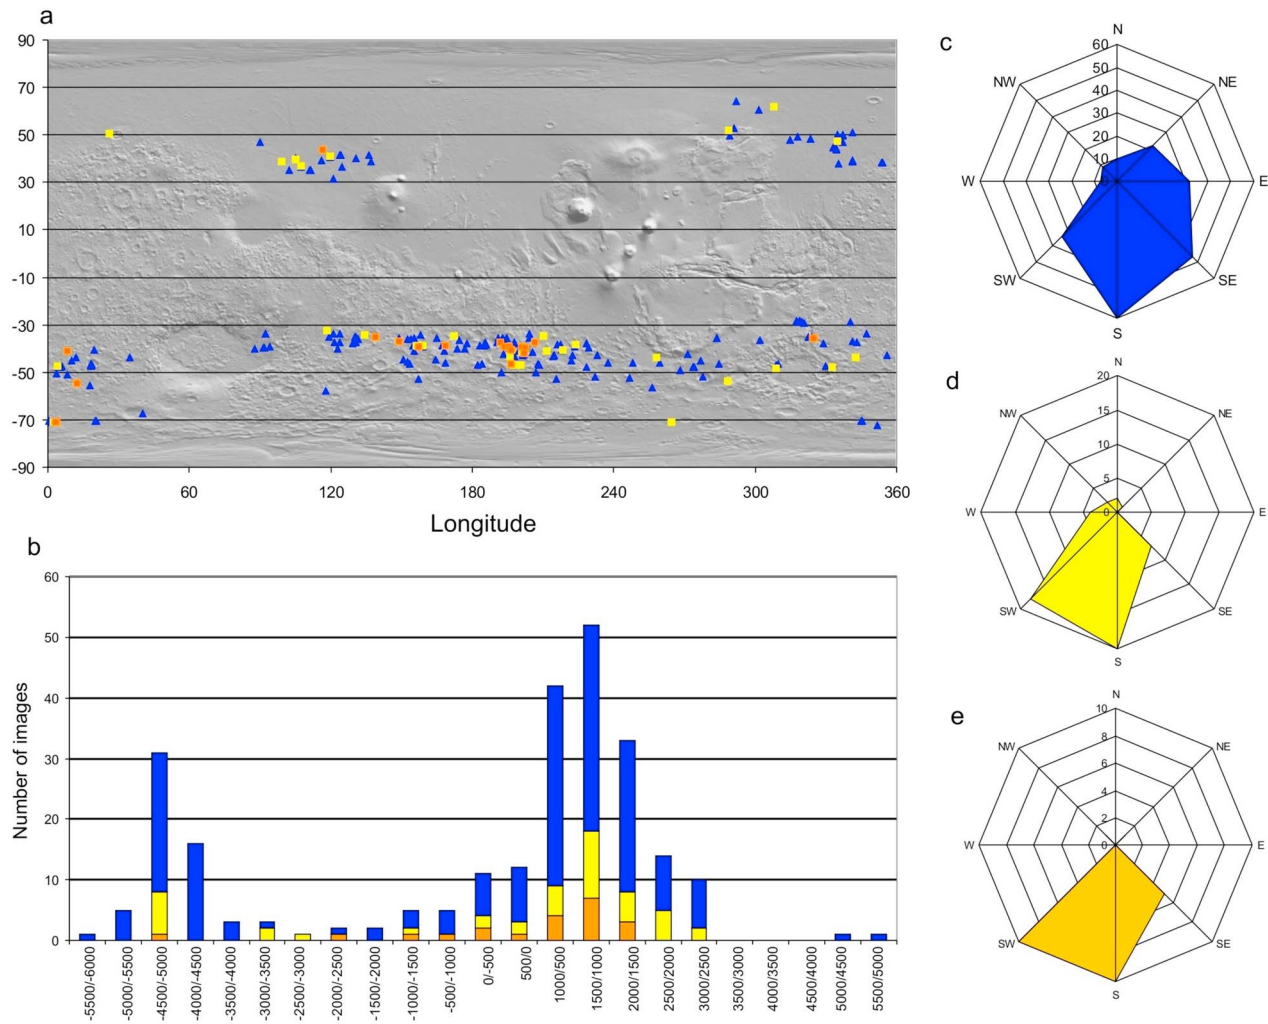 a
90
70
50
30
10
-10
-30
-50
-70
-90
0 60 120 180 240 300 360
Longitude
b
Number of images
60
50
40
30
20
10
0
-5500/-6000
-5000/-5500
-4500/-5000
-4000/-4500
-3500/-4000
-3000/-3500
-2500/-3000
-2000/-2500
-1500/-2000
-1000/-1500
-500/-1000
0/-500
500/0
1000/500
1500/1000
2000/1500
2500/2000
3000/2500
3500/3000
4000/3500
4500/4000
5000/4500
5500/5000
c
N
NE
E
SE
S
SW
W
NW
60
50
40
30
20
10
0
d
N
NE
E
SE
S
SW
W
NW
20
15
10
5
0
e
N
NE
E
SE
S
SW
W
NW
10
8
6
4
2
0